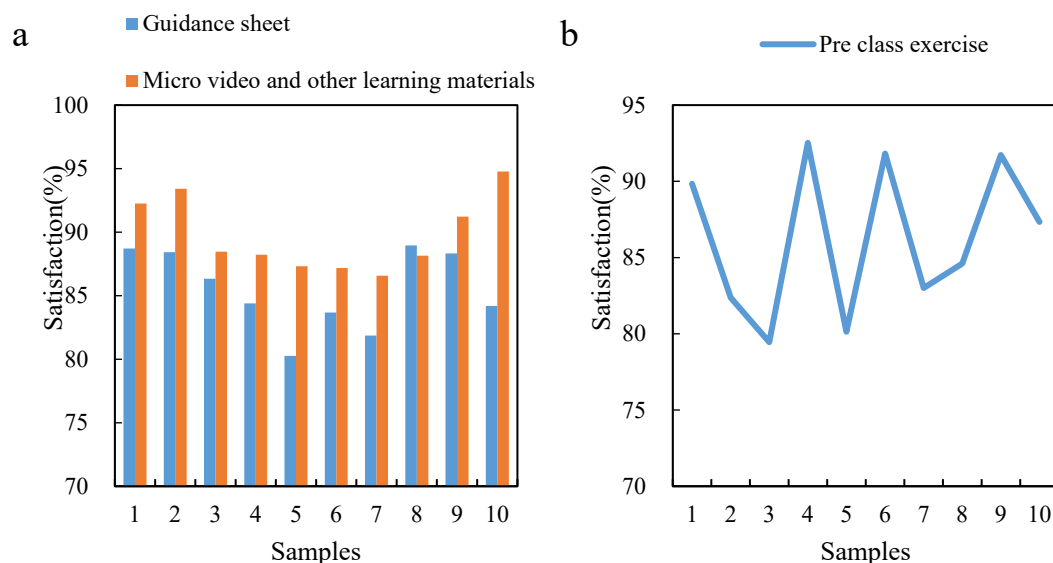 a
Guidance sheet
Micro video and other learning materials
Satisfaction(%)
100
95
90
85
80
75
70
1 2 3 4 5 6 7 8 9 10
Samples
b
Pre class exercise
Satisfaction(%)
95
90
85
80
75
70
1 2 3 4 5 6 7 8 9 10
Samples